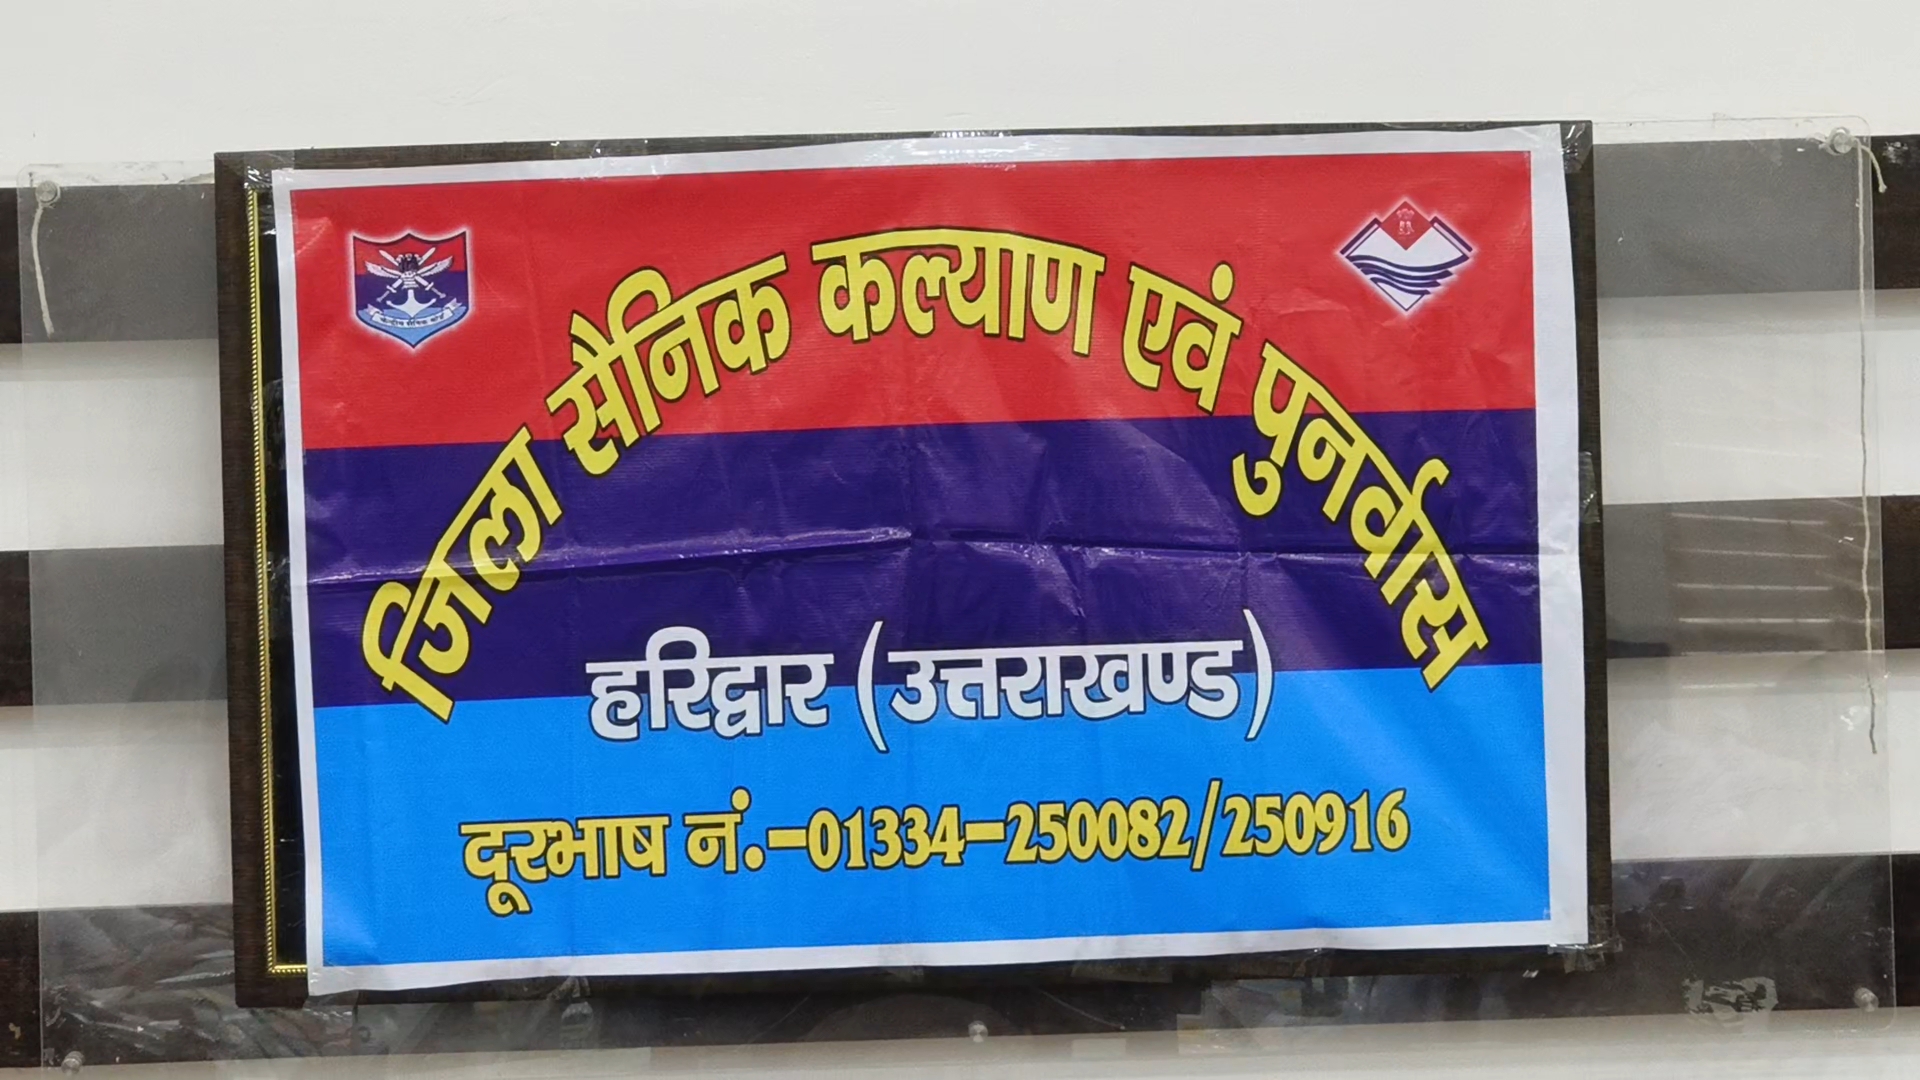 जिला सैनिक कल्याण एवं पुनर्वास
केन्द्रीय सैनिक बोर्ड
हरिद्वार (उत्तराखण्ड)
दूरभाष नं.-01334-250082/250916